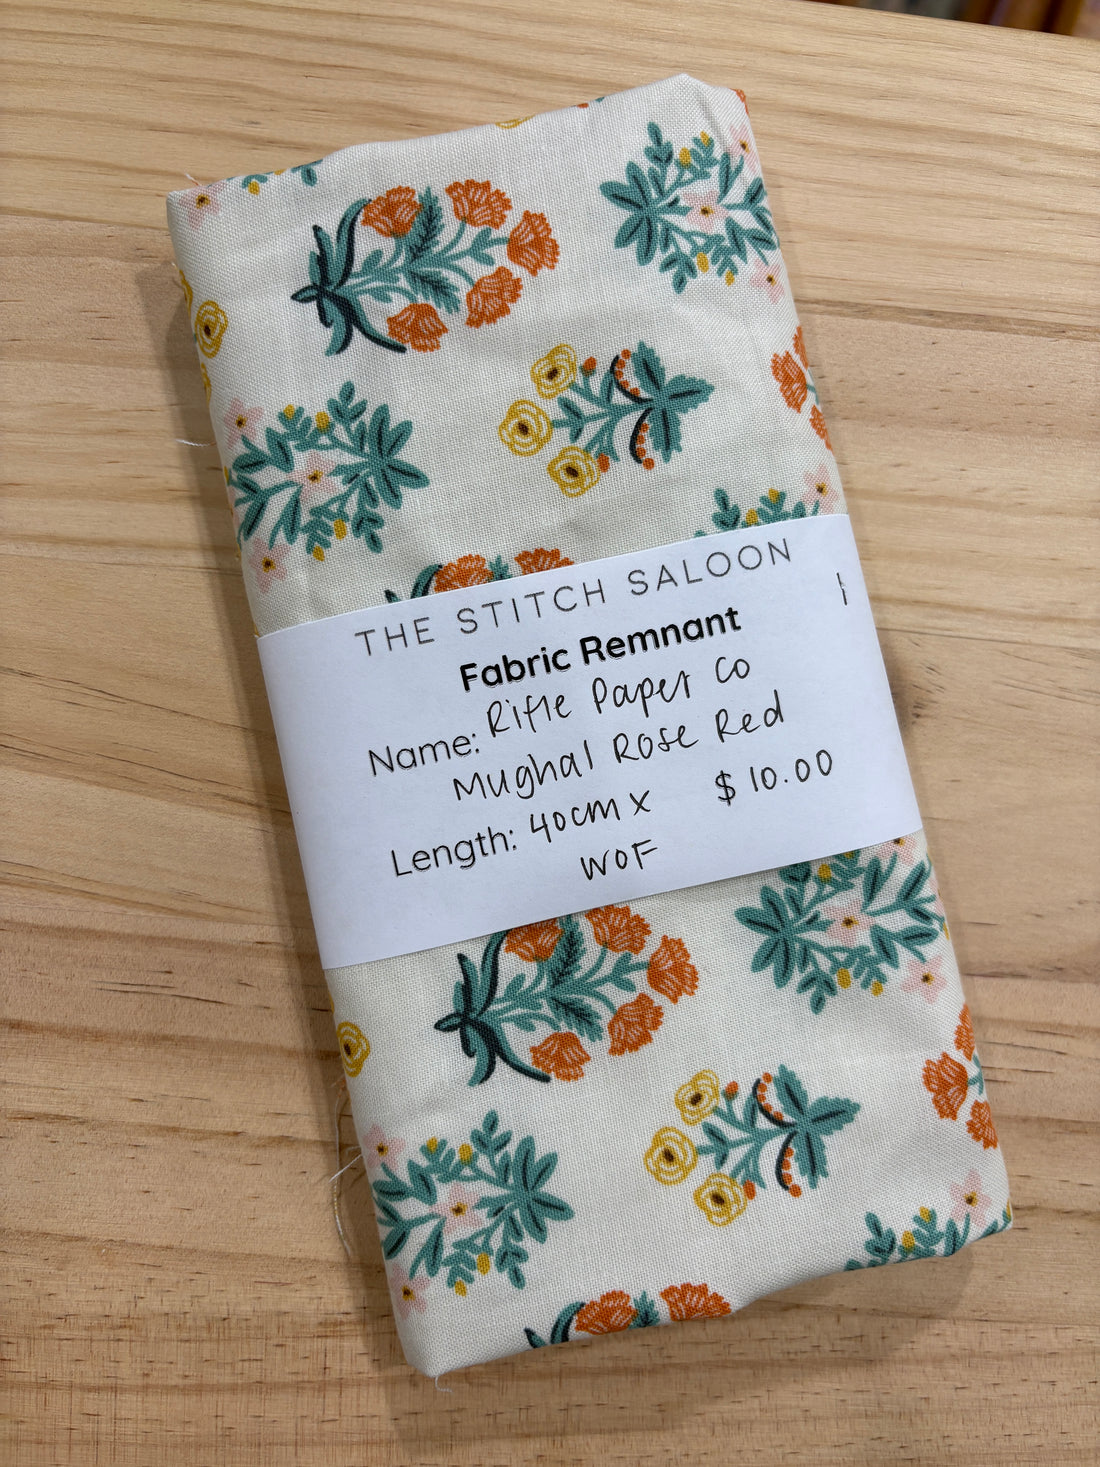 THE STITCH SALOON
Fabric Remnant
Name: Rifle Paper Co
Mughal Rose Red
Length: 40cm x $10.00
WOF